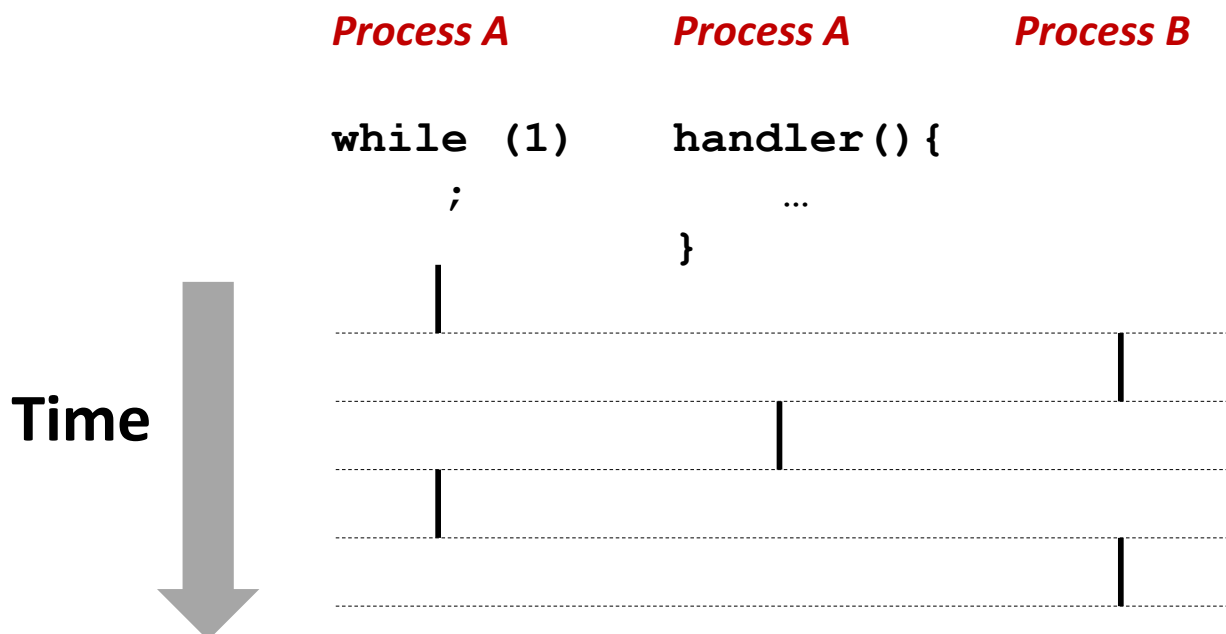 Process A Process A Process B
while (1) handler(){
; …
}
Time